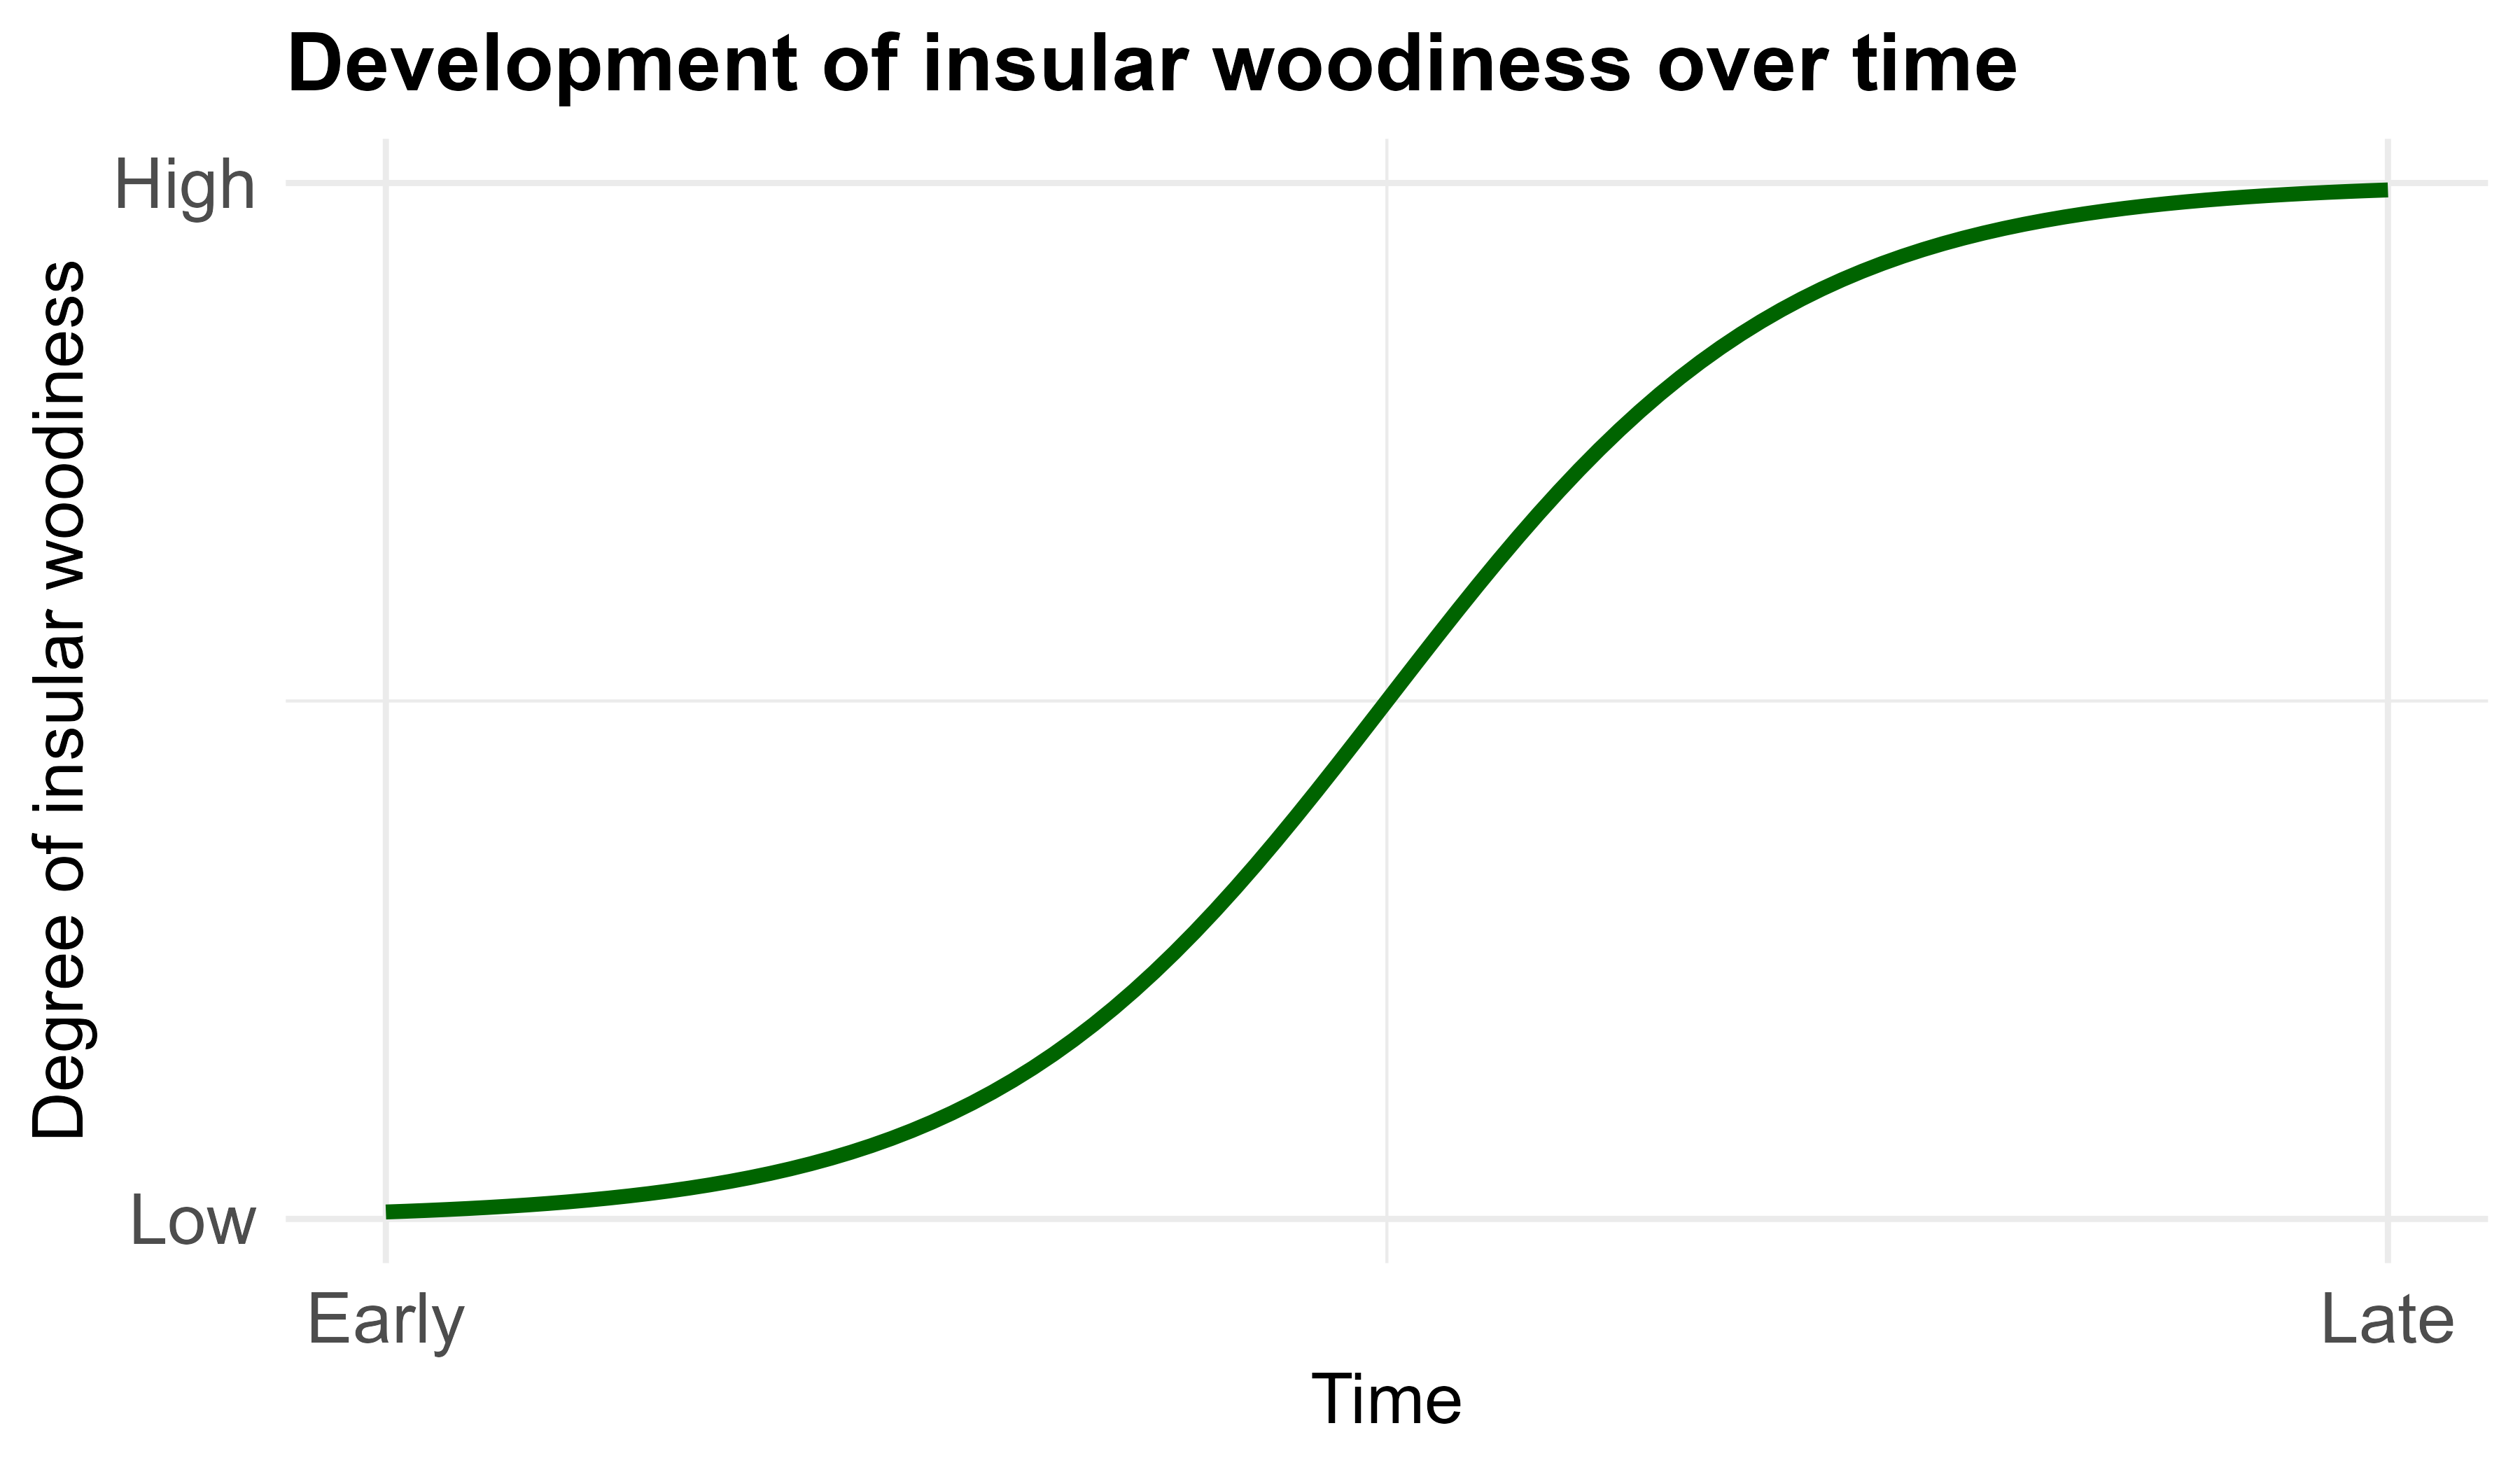 Development of insular woodiness over time
High
Degree of insular woodiness
Low
Early
Late
Time